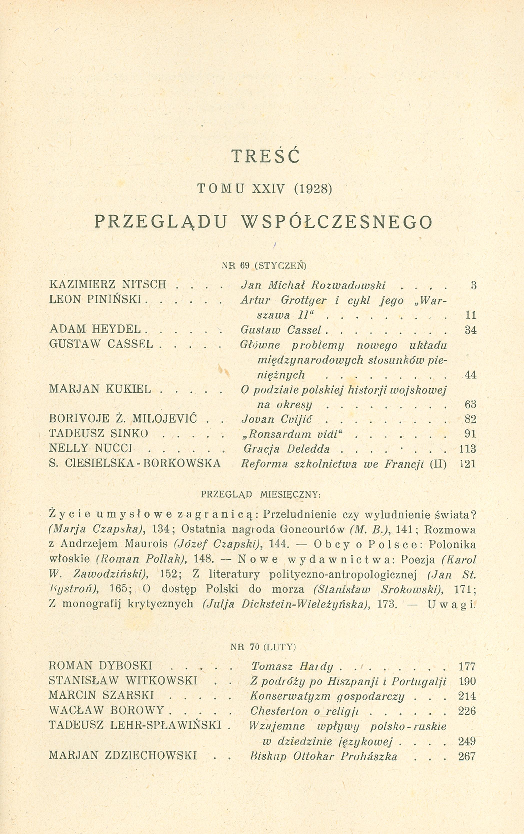 TREŚĆ
TOMU XXIV (1928)
PRZEGLĄDU WSPÓŁCZESNEGO
NR 69 (STYCZEŃ)
KAZIMIERZ NITSCH . . . . Jan Michał Rozwadowski . . . . 3
LEON PINIŃSKI . . . . . . Artur Grottger i cykl jego „War-
szawa II" . . . . . . . . . 11
ADAM HEYDEL . . . . . . Gustaw Cassel . . . . . . . . . 34
GUSTAW CASSEL . . . . . Główne problemy nowego układu
międzynarodowych stosunków pie-
niężnych . . . . . . . . . 44
MARJAN KUKIEL . . . . . O podziale polskiej historji wojskowej
na okresy . . . . . . . . . 63
BORIVOJE Ż. MILOJEVIĆ . . Jovan Cvijić . . . . . . . . . 82
TADEUSZ SINKO . . . . . „Ronsardum vidi" . . . . . . . 91
NELLY NUCCI . . . . . . Gracja Deledda . . . . . . . . 113
S. CIESIELSKA-BORKOWSKA Reforma szkolnictwa we Francji (II) 121
PRZEGLĄD MIESIĘCZNY:
Życie umysłowe zagranicą: Przeludnienie czy wyludnienie świata?
(Marja Czapska), 134; Ostatnia nagroda Goncourtów (M. B.), 141; Rozmowa
z Andrzejem Maurois (Józef Czapski), 144. — Obcy o Polsce: Polonika
włoskie (Roman Pollak), 148. — Nowe wydawnictwa: Poezja (Karol
W. Zawodziński), 152; Z literatury polityczno-antropologicznej (Jan St.
Bystroń), 165; O dostęp Polski do morza (Stanisław Srokowski), 171;
Z monografij krytycznych (Julja Dickstein-Wieleżyńska), 173. — Uwagi.
NR 70 (LUTY)
ROMAN DYBOSKI . . . . . Tomasz Hardy . . . . . . . . 177
STANISŁAW WITKOWSKI . . Z podróży po Hiszpanji i Portugalji 190
MARCIN SZARSKI . . . . . Konserwatyzm gospodarczy . . . 214
WACŁAW BOROWY . . . . . Chesterton o religji . . . . . . 226
TADEUSZ LEHR-SPŁAWIŃSKI . Wzajemne wpływy polsko-ruskie
w dziedzinie językowej . . . . 249
MARJAN ZDZIECHOWSKI . . Biskup Ottokar Prohászka . . . 267